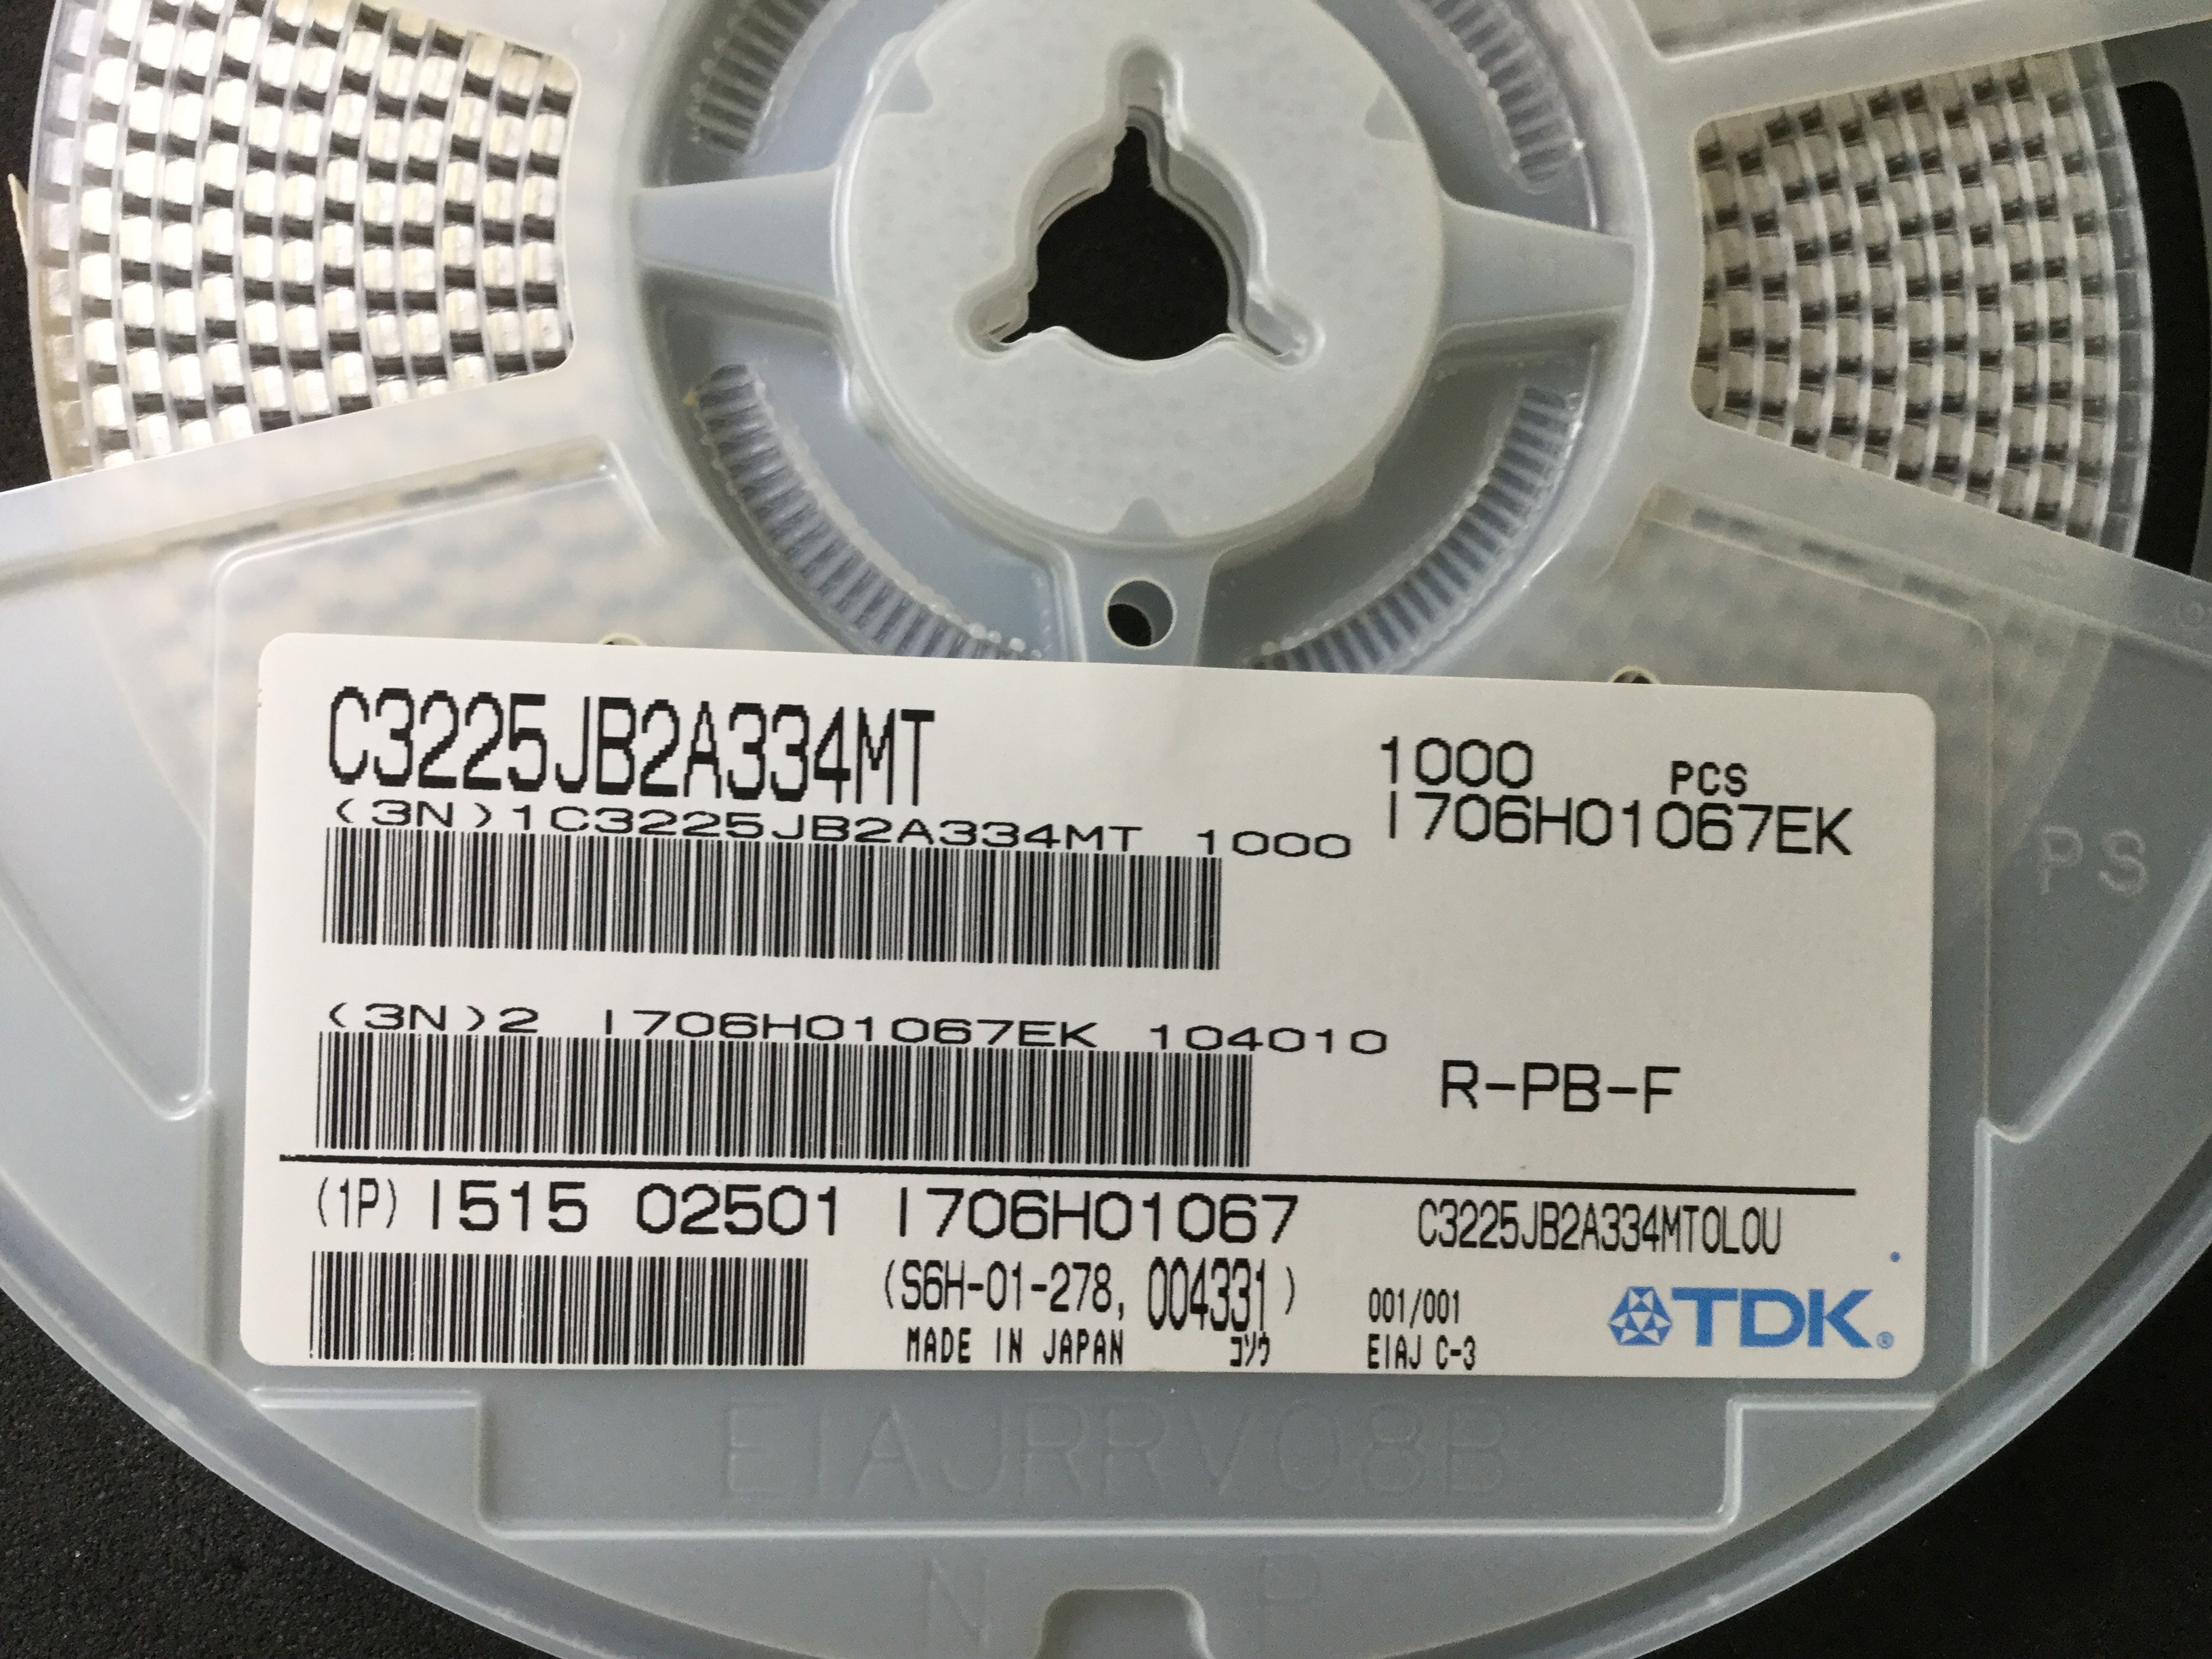 C3225JB2A334MT
1000 PCS
(3N)1C3225JB2A334MT 1000
I706H01067EK
(3N)2 I706H01067EK 104010
R-PB-F
(1P) I515 02501 I706H01067
C3225JB2A334MT0L0U
(S6H-01-278, 004331)
001/001
TDK®
MADE IN JAPAN コソウ
EIAJ C-3
PS
EIAJRRV08B
N P